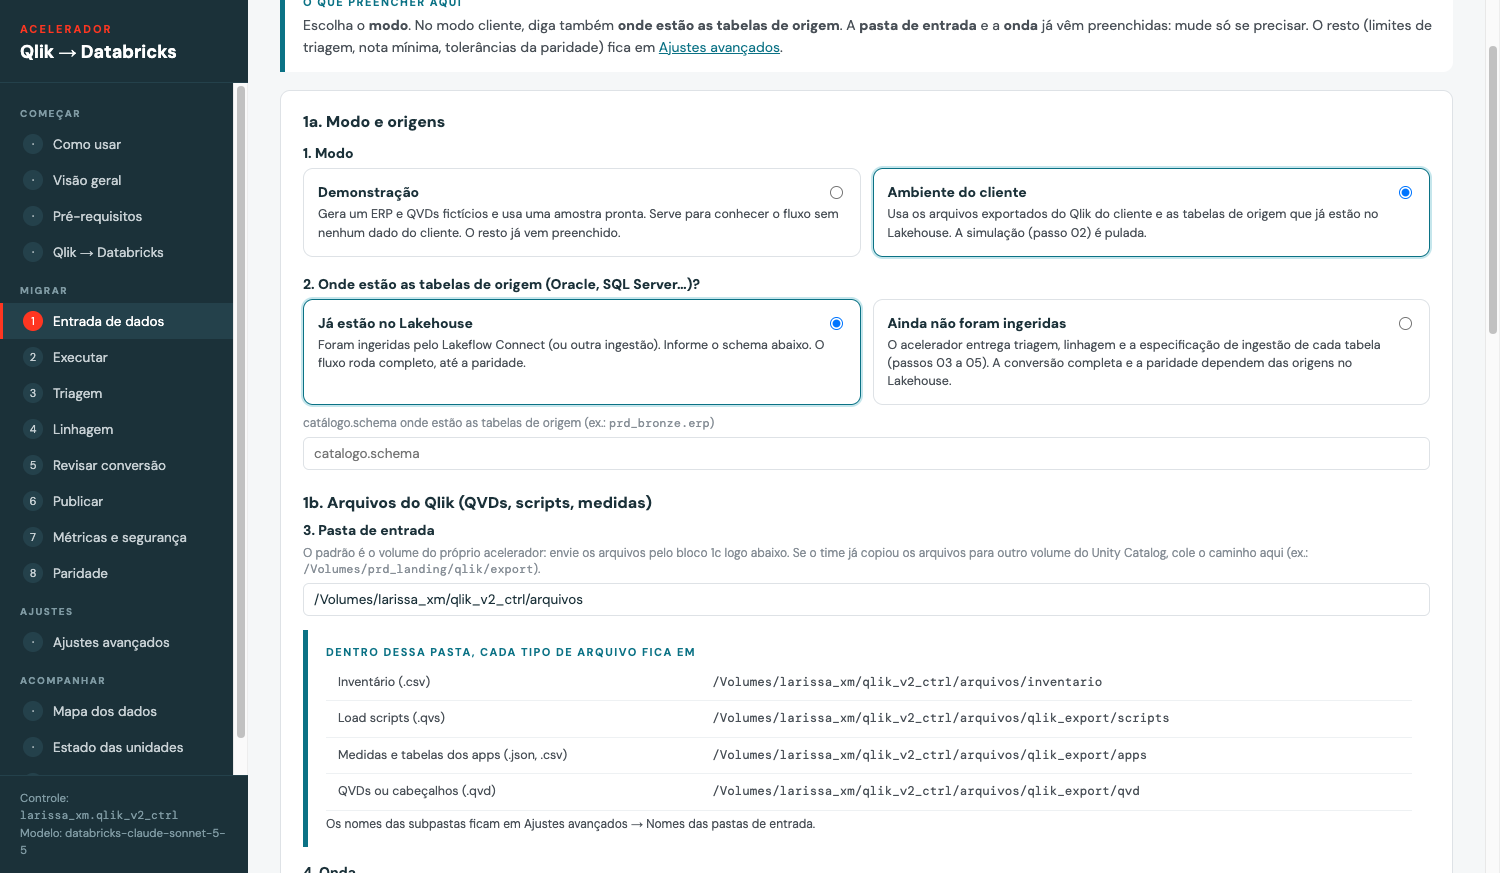 ACELERADOR
Qlik → Databricks
COMEÇAR
Como usar
Visão geral
Pré-requisitos
Qlik → Databricks
MIGRAR
1 Entrada de dados
2 Executar
3 Triagem
4 Linhagem
5 Revisar conversão
6 Publicar
7 Métricas e segurança
8 Paridade
AJUSTES
Ajustes avançados
ACOMPANHAR
Mapa dos dados
Estado das unidades
Controle:
larissa_xm.qlik_v2_ctrl
Modelo: databricks-claude-sonnet-5-
5
O QUE PREENCHER AQUI
Escolha o modo. No modo cliente, diga também onde estão as tabelas de origem. A pasta de entrada e a onda já vêm preenchidas: mude só se precisar. O resto (limites de
triagem, nota mínima, tolerâncias da paridade) fica em Ajustes avançados.
1a. Modo e origens
1. Modo
Demonstração
Gera um ERP e QVDs fictícios e usa uma amostra pronta. Serve para conhecer o fluxo sem
nenhum dado do cliente. O resto já vem preenchido.
Ambiente do cliente
Usa os arquivos exportados do Qlik do cliente e as tabelas de origem que já estão no
Lakehouse. A simulação (passo 02) é pulada.
2. Onde estão as tabelas de origem (Oracle, SQL Server...)?
Já estão no Lakehouse
Foram ingeridas pelo Lakeflow Connect (ou outra ingestão). Informe o schema abaixo. O
fluxo roda completo, até a paridade.
Ainda não foram ingeridas
O acelerador entrega triagem, linhagem e a especificação de ingestão de cada tabela
(passos 03 a 05). A conversão completa e a paridade dependem das origens no
Lakehouse.
catálogo.schema onde estão as tabelas de origem (ex.: prd_bronze.erp)
catalogo.schema
1b. Arquivos do Qlik (QVDs, scripts, medidas)
3. Pasta de entrada
O padrão é o volume do próprio acelerador: envie os arquivos pelo bloco 1c logo abaixo. Se o time já copiou os arquivos para outro volume do Unity Catalog, cole o caminho aqui (ex.:
/Volumes/prd_landing/qlik/export).
/Volumes/larissa_xm/qlik_v2_ctrl/arquivos
DENTRO DESSA PASTA, CADA TIPO DE ARQUIVO FICA EM
Inventário (.csv) /Volumes/larissa_xm/qlik_v2_ctrl/arquivos/inventario
Load scripts (.qvs) /Volumes/larissa_xm/qlik_v2_ctrl/arquivos/qlik_export/scripts
Medidas e tabelas dos apps (.json, .csv) /Volumes/larissa_xm/qlik_v2_ctrl/arquivos/qlik_export/apps
QVDs ou cabeçalhos (.qvd) /Volumes/larissa_xm/qlik_v2_ctrl/arquivos/qlik_export/qvd
Os nomes das subpastas ficam em Ajustes avançados → Nomes das pastas de entrada.
4. Onda